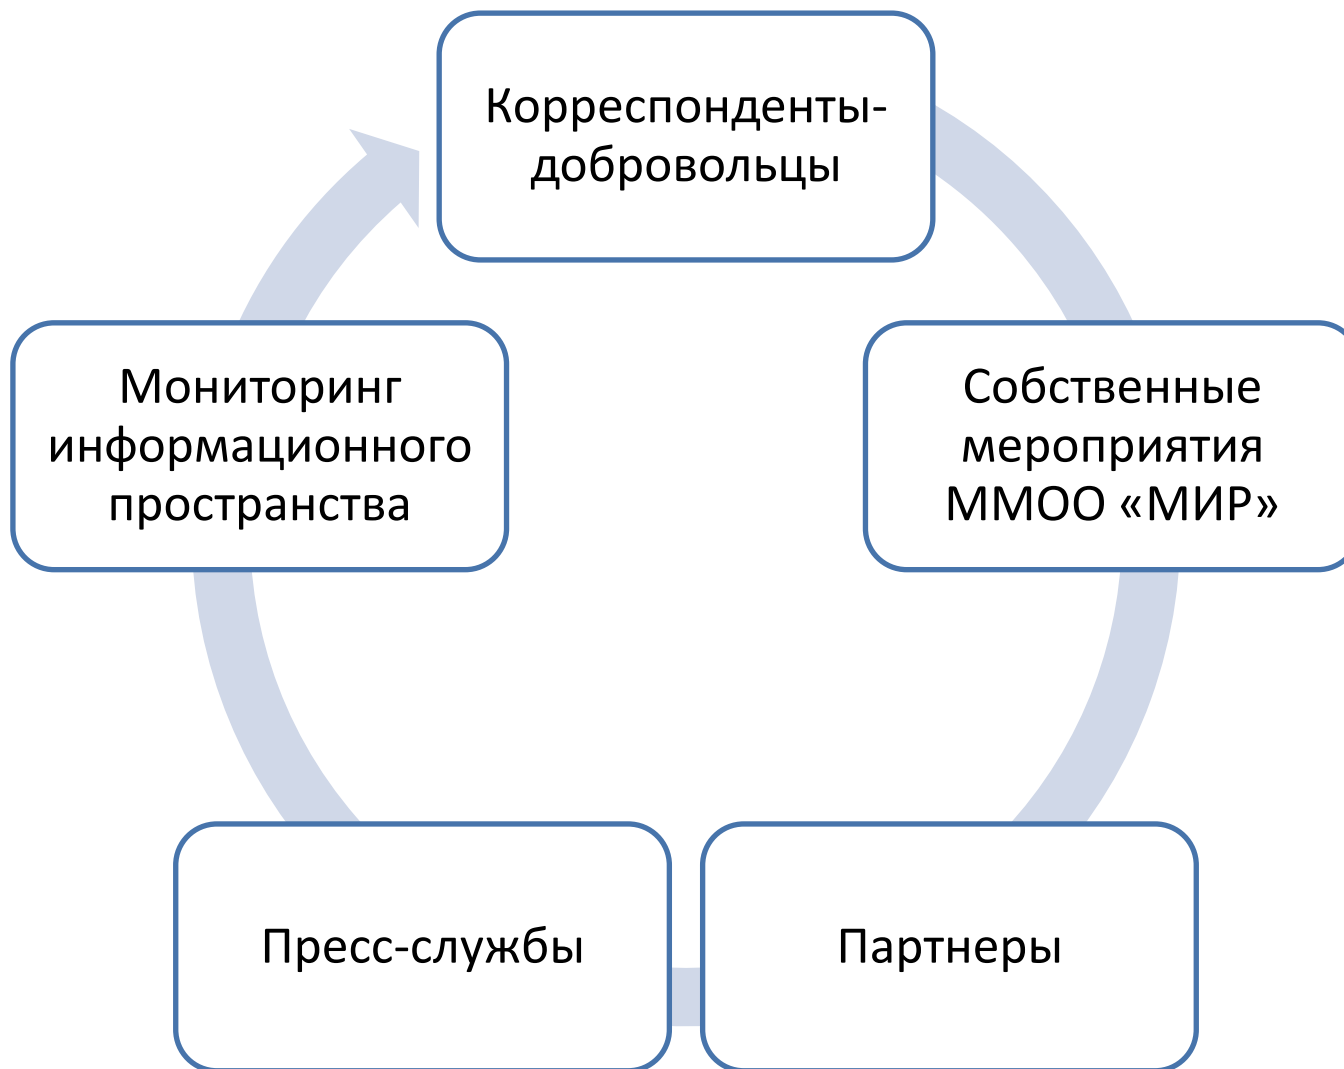 Корреспонденты-
добровольцы
Собственные
мероприятия
ММОО «МИР»
Партнеры
Пресс-службы
Мониторинг
информационного
пространства